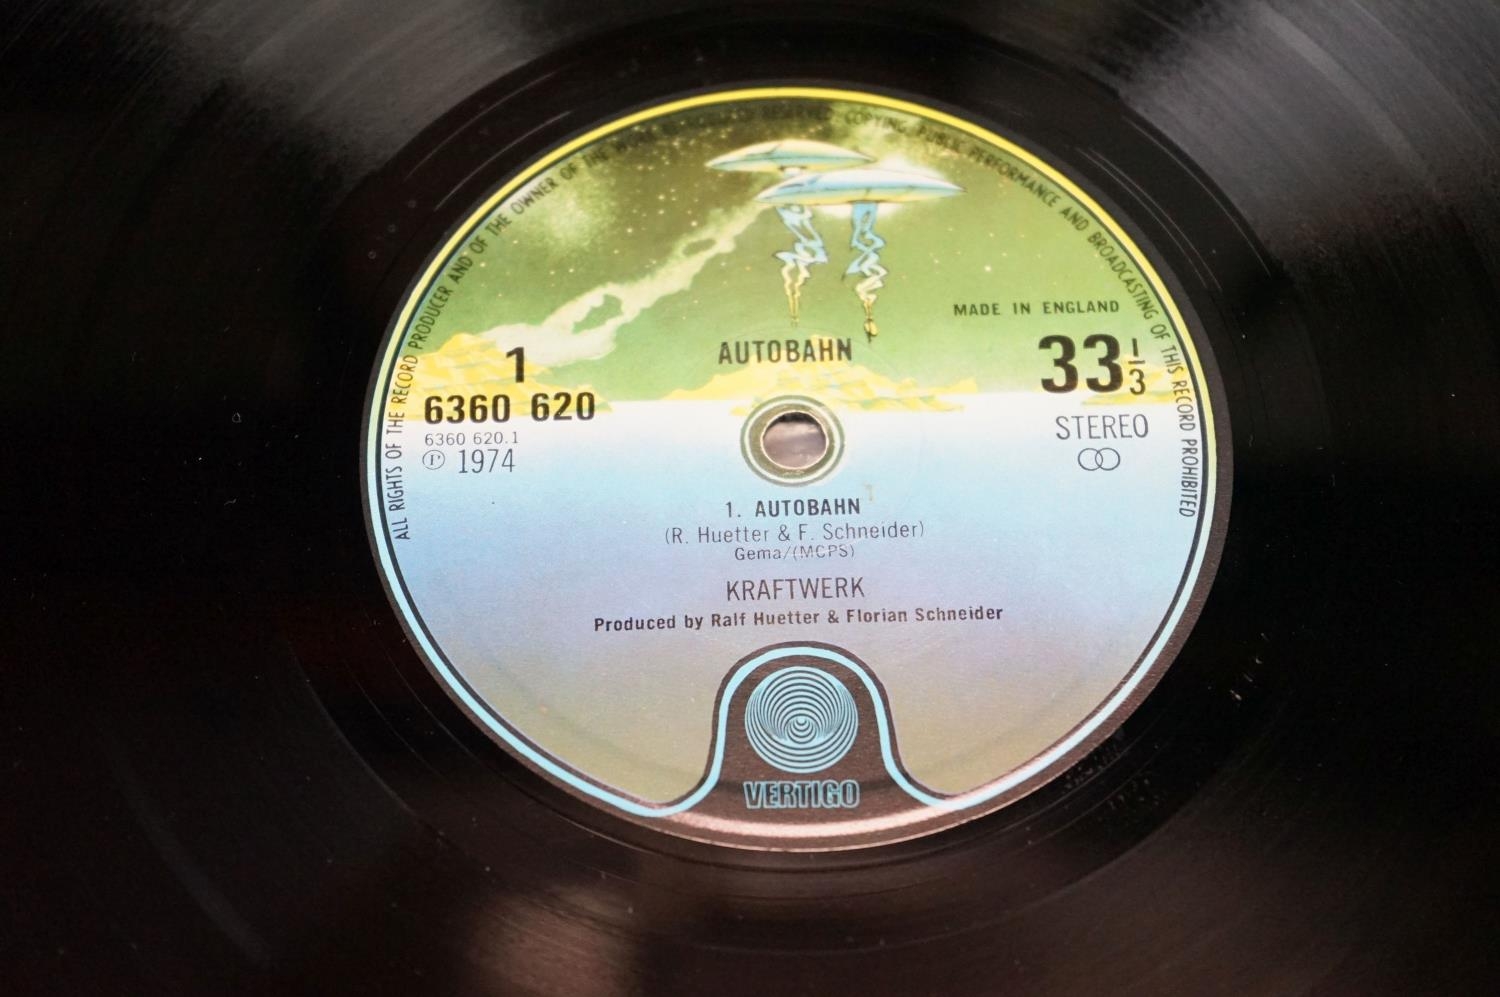 ALL RIGHTS OF THE RECORD PRODUCER AND OF THE OWNER OF THE WORK RESERVED. COPYING, PUBLIC PERFORMANCE AND BROADCASTING OF THIS RECORD PROHIBITED
MADE IN ENGLAND
AUTOBAHN
1
33 1/3
6360 620
6360 620.1
STEREO
Ⓟ 1974
1. AUTOBAHN
(R. Huetter & F. Schneider)
Gema/(MCPS)
KRAFTWERK
Produced by Ralf Huetter & Florian Schneider
VERTIGO